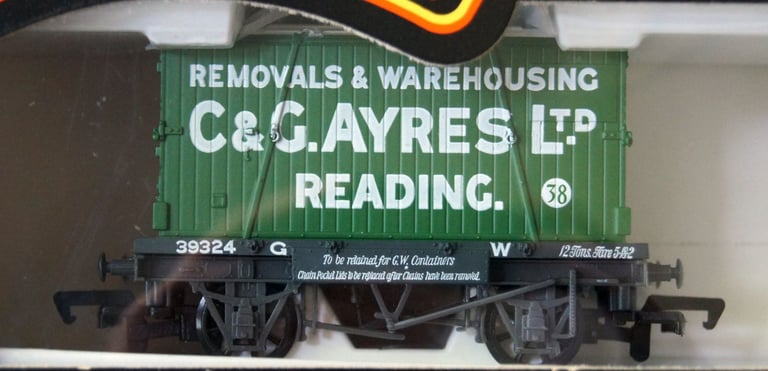 REMOVALS & WAREHOUSING
C & G. AYRES LTD
READING. 38
39324 G W 12 Tons. Tare 5-18-2
To be retained for G.W. Containers
Chain Pocket Lids to be replaced after Chains have been removed.